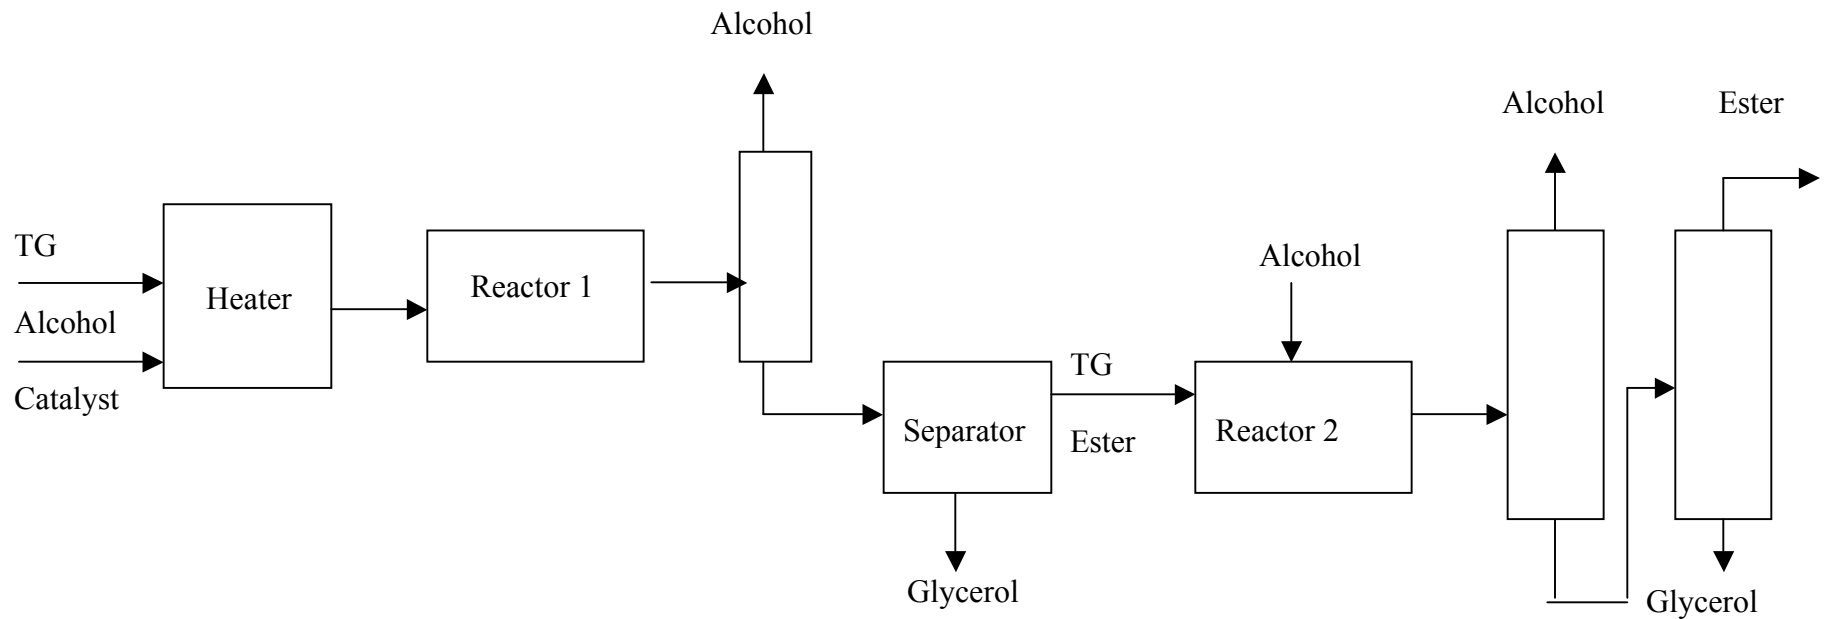 Alcohol
Alcohol
Ester
TG
Alcohol
Catalyst
Heater
Reactor 1
Alcohol
TG
Ester
Separator
Reactor 2
Glycerol
Glycerol